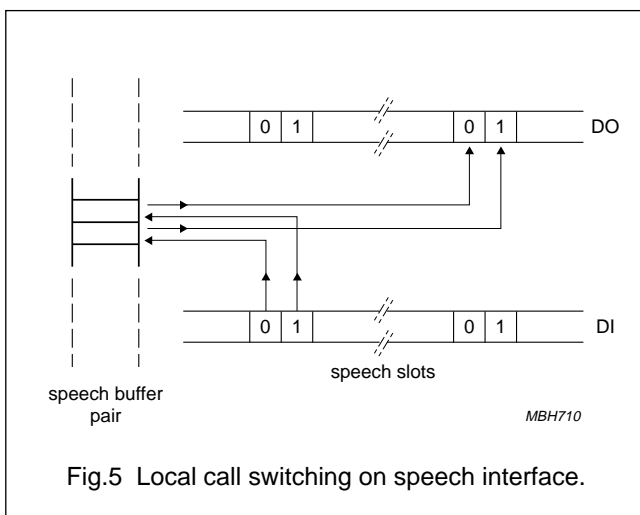 0 1 0 1 DO
0 1 0 1 DI
speech slots
speech buffer
pair
MBH710
Fig.5 Local call switching on speech interface.